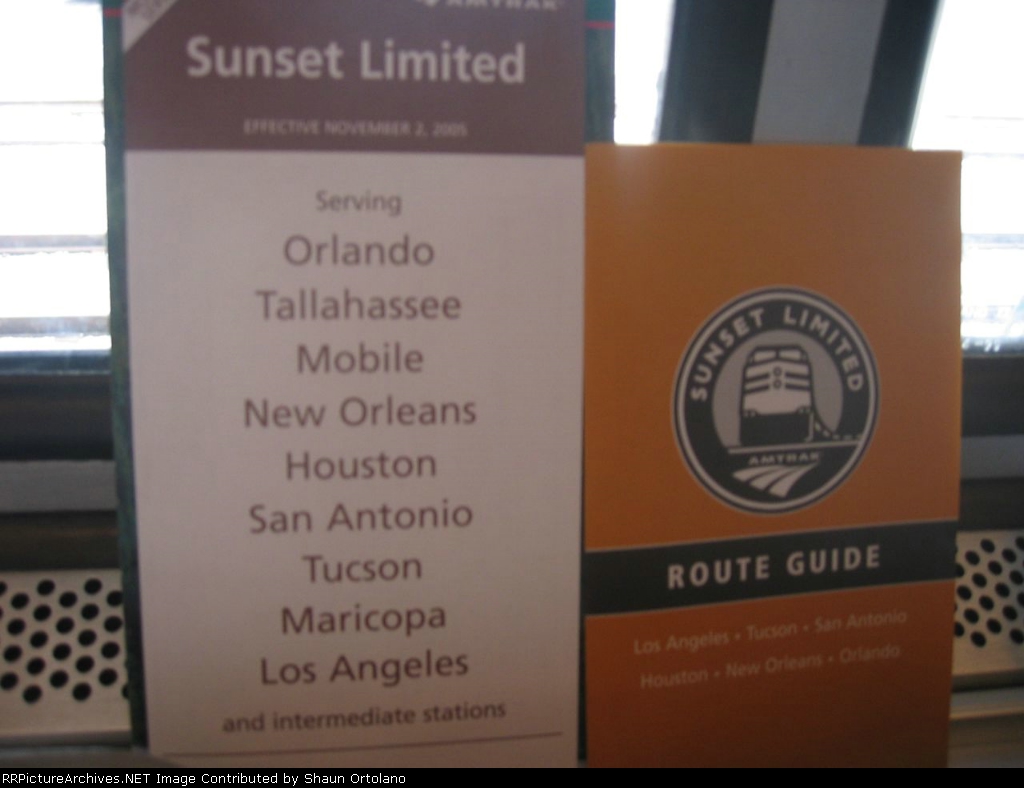 AMTRAK
Sunset Limited
EFFECTIVE NOVEMBER 2, 2005
Serving
Orlando
Tallahassee
Mobile
New Orleans
Houston
San Antonio
Tucson
Maricopa
Los Angeles
and intermediate stations
SUNSET LIMITED
AMTRAK
ROUTE GUIDE
Los Angeles • Tucson • San Antonio
Houston • New Orleans • Orlando
RRPictureArchives.NET Image Contributed by Shaun Ortolano